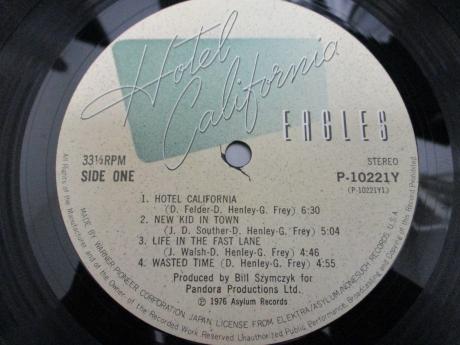 Hotel
California
EAGLES
33⅓RPM
SIDE ONE
STEREO
P-10221Y
(P-10221Y1)
1. HOTEL CALIFORNIA
(D. Felder-D. Henley-G. Frey) 6:30
2. NEW KID IN TOWN
(J. D. Souther-D. Henley-G. Frey) 5:04
3. LIFE IN THE FAST LANE
(J. Walsh-D. Henley-G. Frey) 4:46
4. WASTED TIME (D. Henley-G. Frey) 4:55
Produced by Bill Szymczyk for
Pandora Productions Ltd.
Ⓟ 1976 Asylum Records
MADE BY WARNER-PIONEER CORPORATION, JAPAN. LICENSE FROM ELEKTRA/ASYLUM/NONESUCH RECORDS, U.S.A.
All Rights of the Manufacturer and of the Owner of the Recorded Work Reserved. Unauthorized Public Performance, Broadcasting and Copying of this Record Prohibited